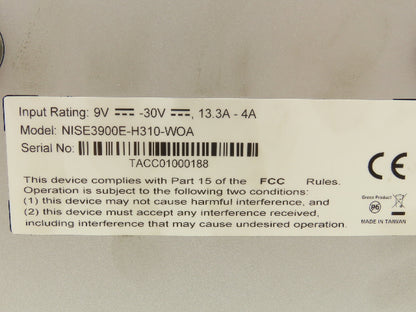 Input Rating: 9V ⎓ -30V ⎓, 13.3A - 4A
Model: NISE3900E-H310-WOA
Serial No:
TACC01000188
This device complies with Part 15 of the FCC Rules.
Operation is subject to the following two conditions:
(1) this device may not cause harmful interference, and
(2) this device must accept any interference received,
including interference that may cause undesired operation.
CE
Green Product
Pb
MADE IN TAIWAN